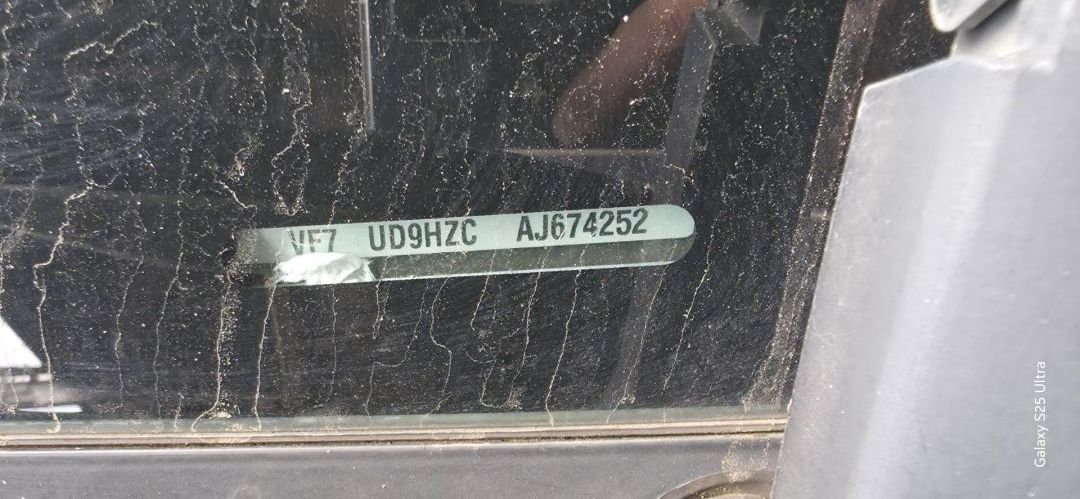 VF7 UD9HZC AJ674252
Galaxy S25 Ultra